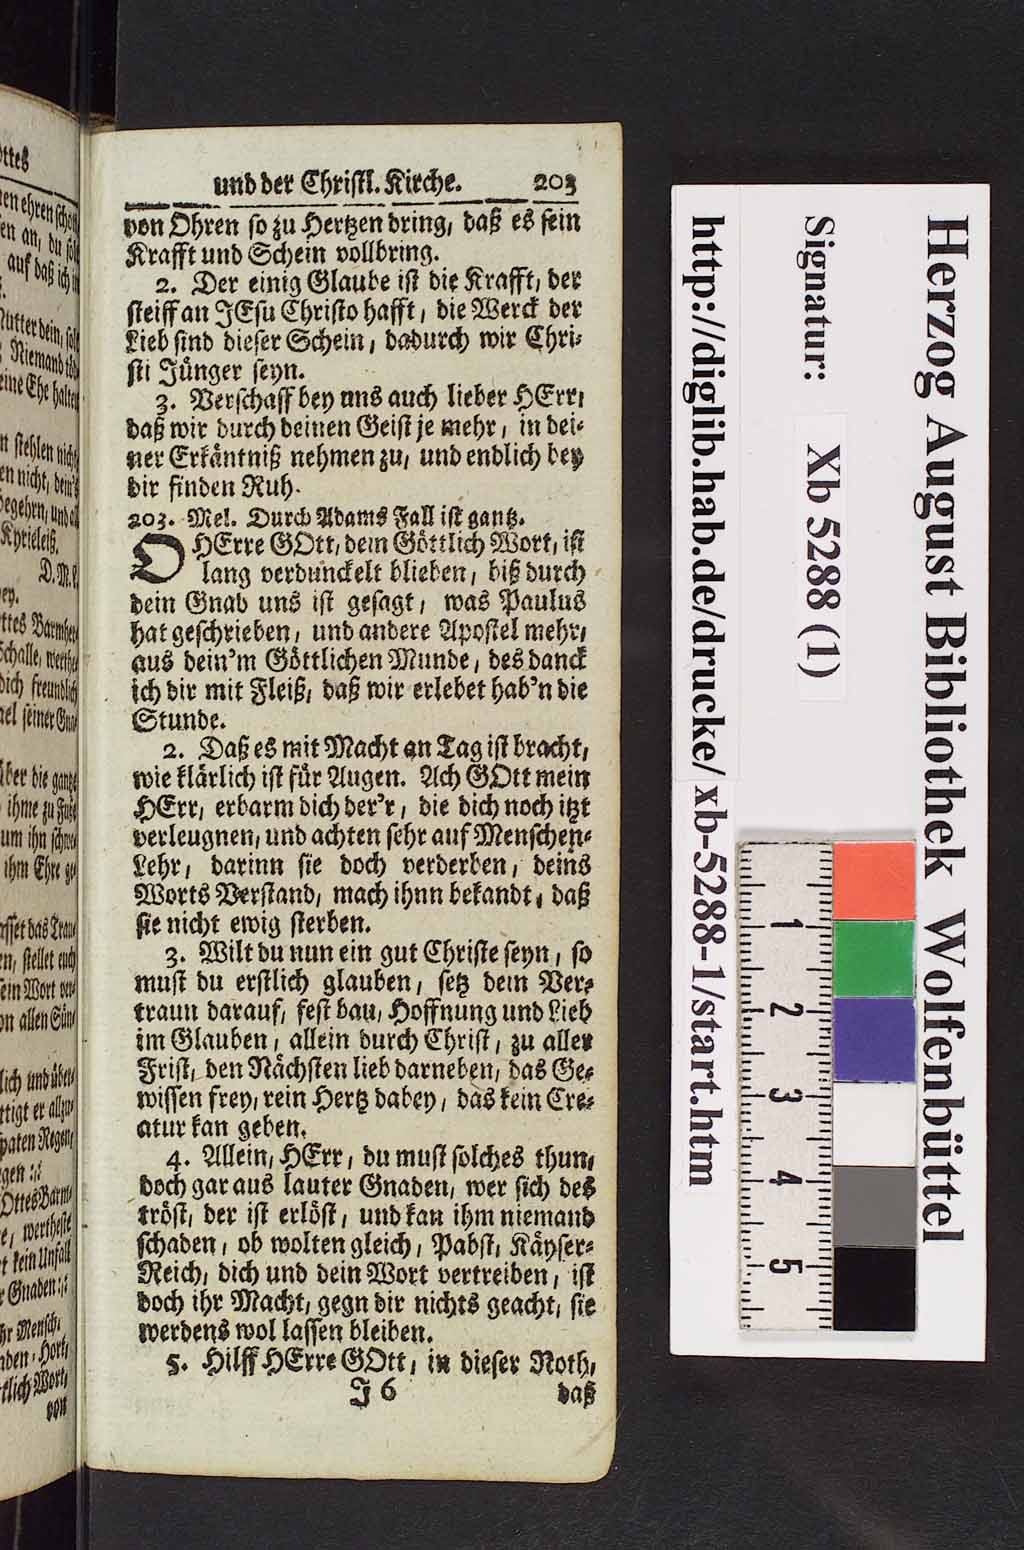 und der Christl. Kirche. 203
von Ohren so zu Hertzen dring, daß es sein
Krafft und Schein vollbring.
2. Der einig Glaube ist die Krafft, der
steiff an JEsu Christo hafft, die Werck der
Lieb sind dieser Schein, dadurch wir Chri-
sti Jünger seyn.
3. Verschaff bey uns auch lieber HErr,
daß wir durch deinen Geist je mehr, in dei-
ner Erkäntniß nehmen zu, und endlich bey
dir finden Ruh.
203. Mel. Durch Adams Fall ist gantz.
O HErre GOtt, dein Göttlich Wort, ist
lang verdunckelt blieben, biß durch
dein Gnad uns ist gesagt, was Paulus
hat geschrieben, und andere Apostel mehr,
aus dein'm Göttlichen Munde, des danck
ich dir mit Fleiß, daß wir erlebet hab'n die
Stunde.
2. Daß es mit Macht an Tag ist bracht,
wie klärlich ist für Augen. Ach GOtt mein
HErr, erbarm dich der'r, die dich noch itzt
verleugnen, und achten sehr auf Menschen-
Lehr, darinn sie doch verderben, deins
Worts Verstand, mach ihnn bekandt, daß
sie nicht ewig sterben.
3. Wilt du nun ein gut Christe seyn, so
must du erstlich glauben, setz dein Ver-
traun darauf, fest bau, Hoffnung und Lieb
im Glauben, allein durch Christ, zu aller
Frist, den Nächsten lieb darneben, das Ge-
wissen frey, rein Hertz dabey, das kein Cre-
atur kan geben.
4. Allein, HErr, du must solches thun,
doch gar aus lauter Gnaden, wer sich des
tröst, der ist erlöst, und kan ihm niemand
schaden, ob wolten gleich, Pabst, Käyser-
Reich, dich und dein Wort vertreiben, ist
doch ihr Macht, gegn dir nichts geacht, sie
werdens wol lassen bleiben.
5. Hilff HErre GOtt, in dieser Noth,
J 6 daß
Herzog August Bibliothek Wolfenbüttel
Signatur: Xb 5288 (1)
http://diglib.hab.de/drucke/xb-5288-1/start.htm
1
2
3
4
5